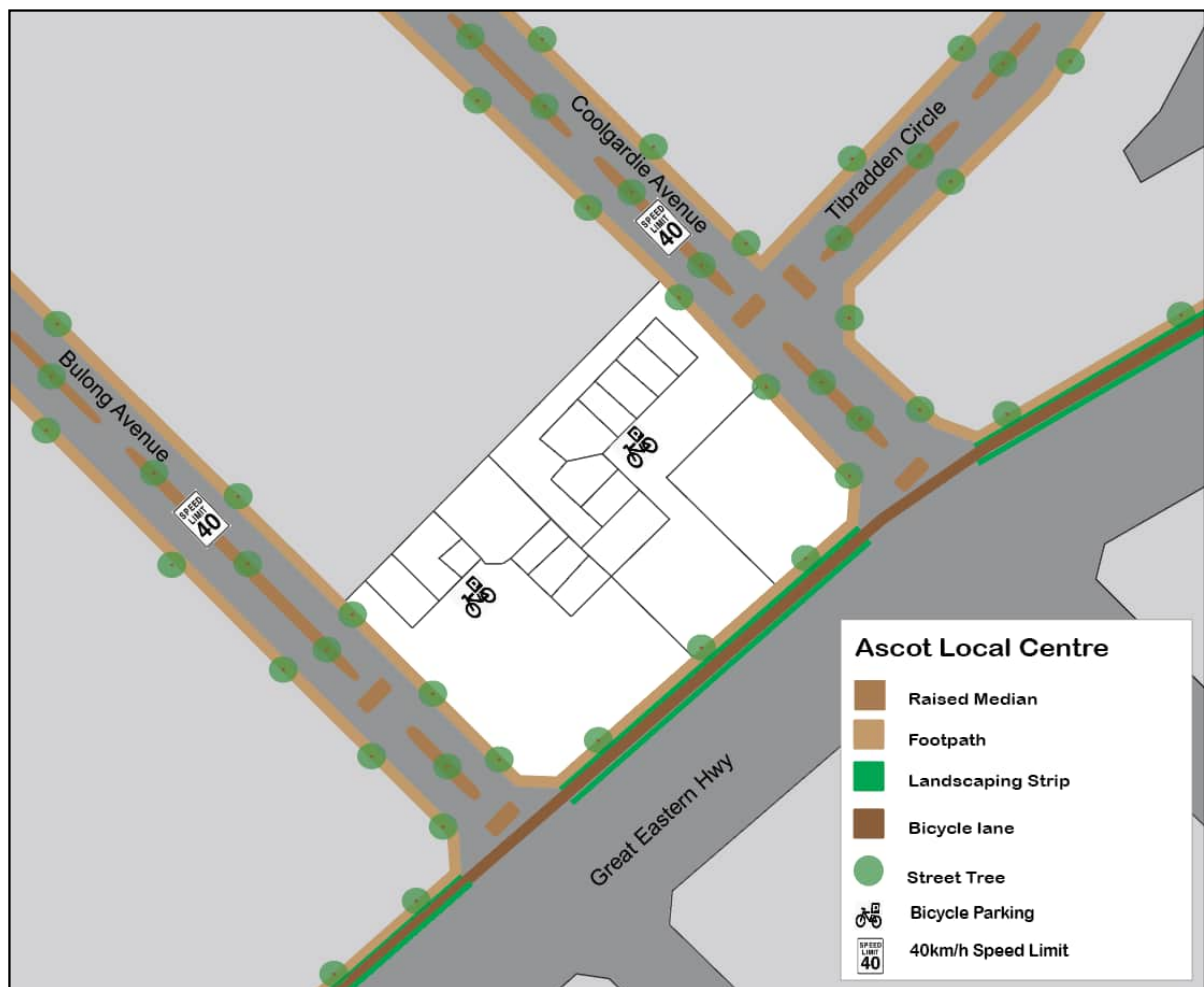 Coolgardie Avenue
Tibradden Circle
SPEED
LIMIT
40
Bulong Avenue
SPEED
LIMIT
40
Great Eastern Hwy
Ascot Local Centre
Raised Median
Footpath
Landscaping Strip
Bicycle lane
Street Tree
Bicycle Parking
SPEED
LIMIT
40
40km/h Speed Limit